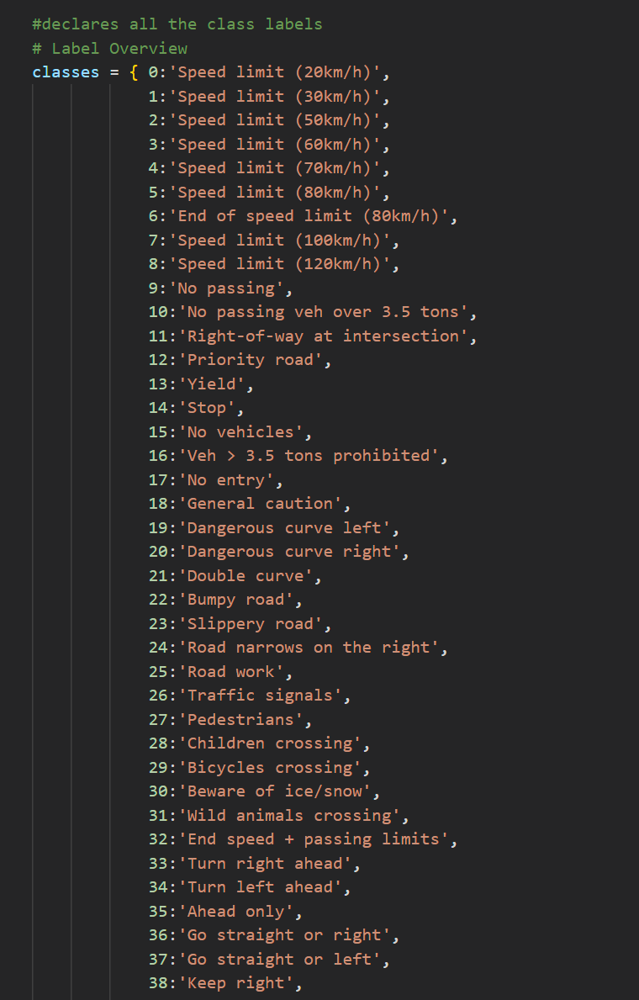 #declares all the class labels
# Label Overview
classes = { 0:'Speed limit (20km/h)',
1:'Speed limit (30km/h)',
2:'Speed limit (50km/h)',
3:'Speed limit (60km/h)',
4:'Speed limit (70km/h)',
5:'Speed limit (80km/h)',
6:'End of speed limit (80km/h)',
7:'Speed limit (100km/h)',
8:'Speed limit (120km/h)',
9:'No passing',
10:'No passing veh over 3.5 tons',
11:'Right-of-way at intersection',
12:'Priority road',
13:'Yield',
14:'Stop',
15:'No vehicles',
16:'Veh > 3.5 tons prohibited',
17:'No entry',
18:'General caution',
19:'Dangerous curve left',
20:'Dangerous curve right',
21:'Double curve',
22:'Bumpy road',
23:'Slippery road',
24:'Road narrows on the right',
25:'Road work',
26:'Traffic signals',
27:'Pedestrians',
28:'Children crossing',
29:'Bicycles crossing',
30:'Beware of ice/snow',
31:'Wild animals crossing',
32:'End speed + passing limits',
33:'Turn right ahead',
34:'Turn left ahead',
35:'Ahead only',
36:'Go straight or right',
37:'Go straight or left',
38:'Keep right',